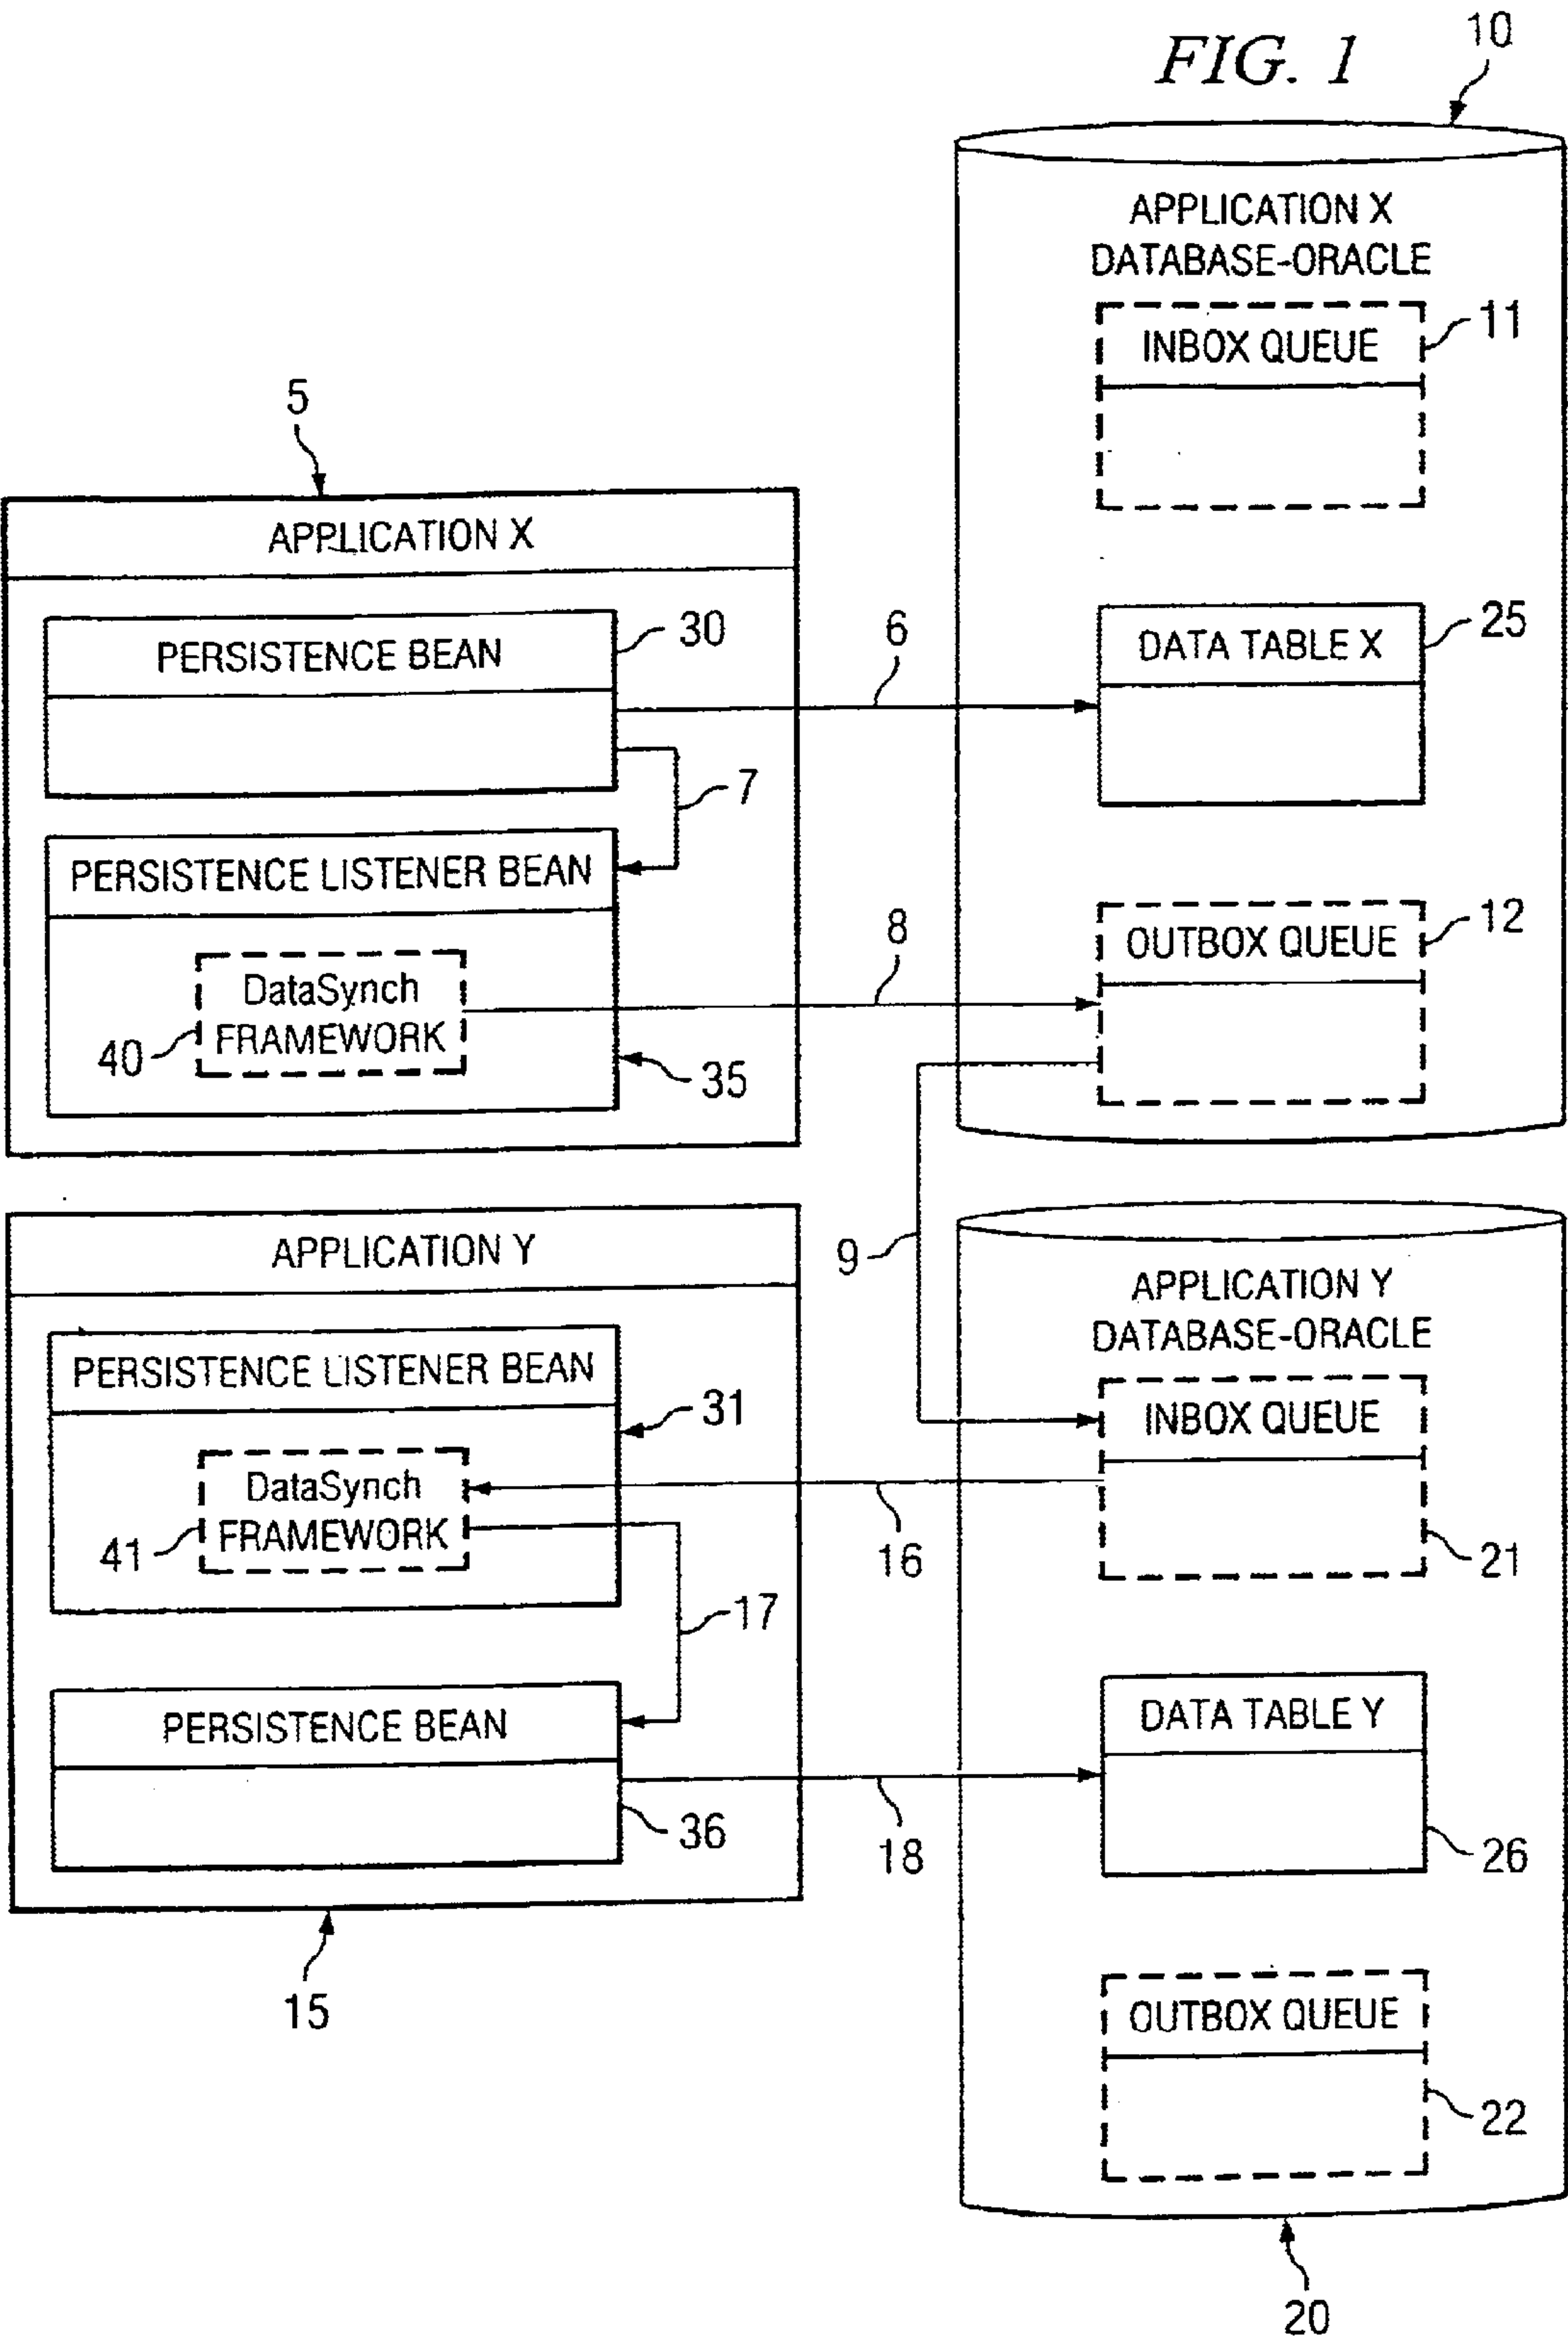 FIG. 1
10
APPLICATION X
DATABASE-ORACLE
INBOX QUEUE
11
5
APPLICATION X
PERSISTENCE BEAN
30
6
DATA TABLE X
25
7
PERSISTENCE LISTENER BEAN
DataSynch
FRAMEWORK
40
35
8
OUTBOX QUEUE
12
9
APPLICATION Y
PERSISTENCE LISTENER BEAN
31
DataSynch
FRAMEWORK
41
APPLICATION Y
DATABASE-ORACLE
INBOX QUEUE
21
16
17
PERSISTENCE BEAN
36
18
DATA TABLE Y
26
15
OUTBOX QUEUE
22
20